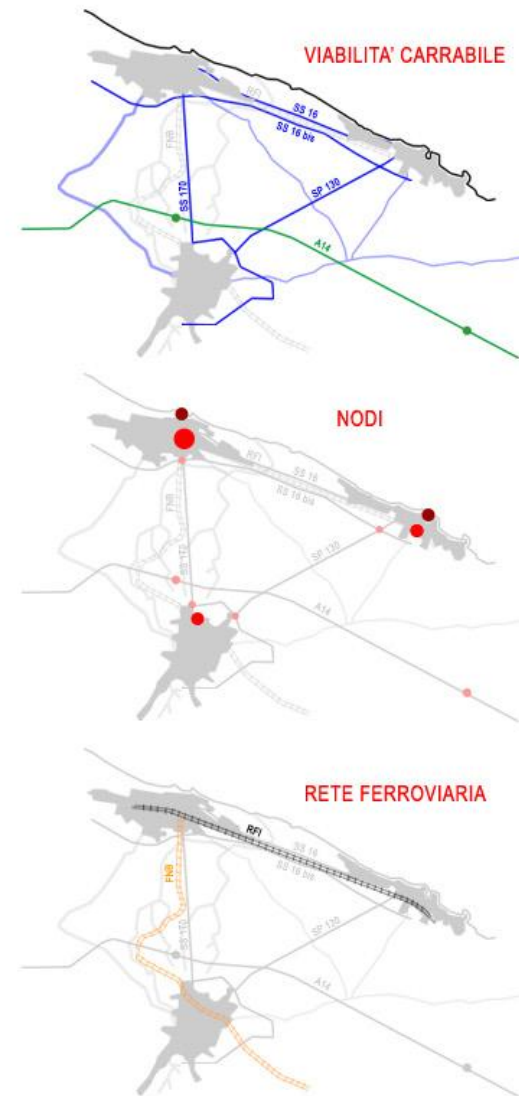 VIABILITA' CARRABILE
RFI
SS 16
SS 16 bis
FNB
SS 170
SP 130
A14
NODI
RFI
SS 16
SS 16 bis
FNB
SS 170
SP 130
A14
RETE FERROVIARIA
RFI
SS 16
SS 16 bis
FNB
SS 170
SP 130
A14